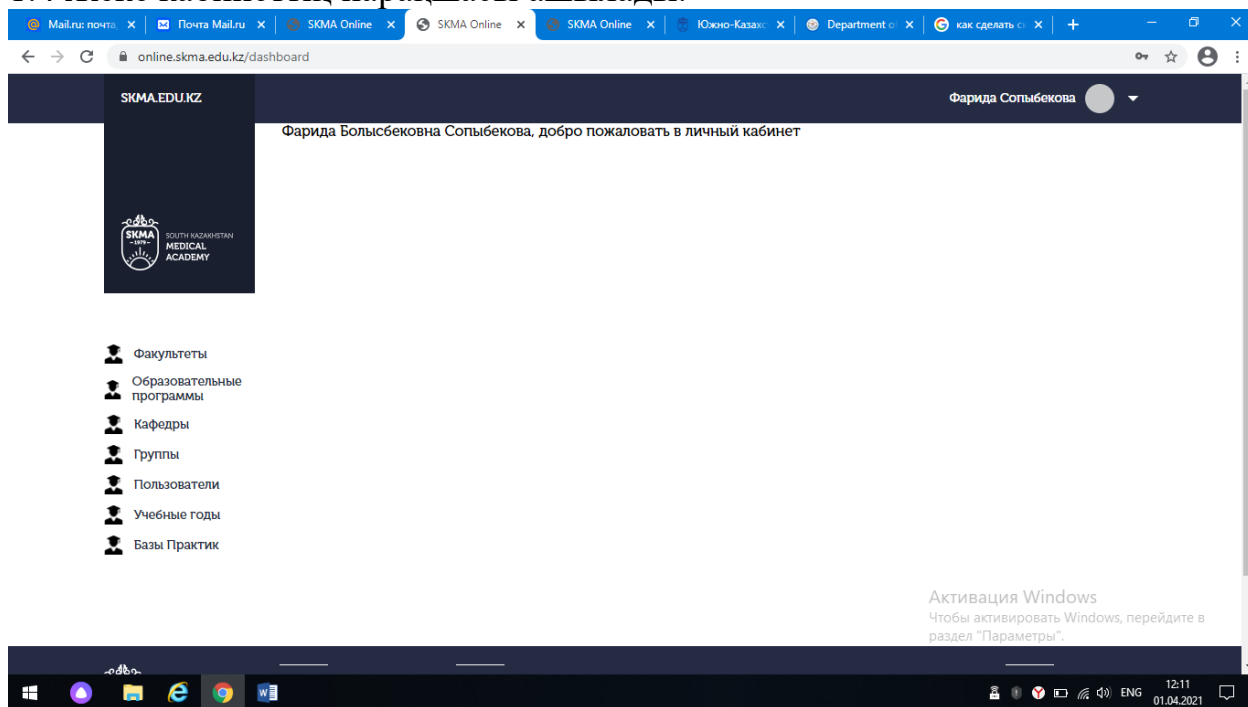 Mail.ru: почта,
Почта Mail.ru
SKMA Online
SKMA Online
SKMA Online
Южно-Казахс
Department o
как сделать с
online.skma.edu.kz/dashboard
SKMA.EDU.KZ
Фарида Сопыбекова
Фарида Болысбековна Сопыбекова, добро пожаловать в личный кабинет
SKMA
-1979-
SOUTH KAZAKHSTAN
MEDICAL
ACADEMY
Факультеты
Образовательные
программы
Кафедры
Группы
Пользователи
Учебные годы
Базы Практик
Активация Windows
Чтобы активировать Windows, перейдите в
раздел "Параметры".
ENG
12:11
01.04.2021